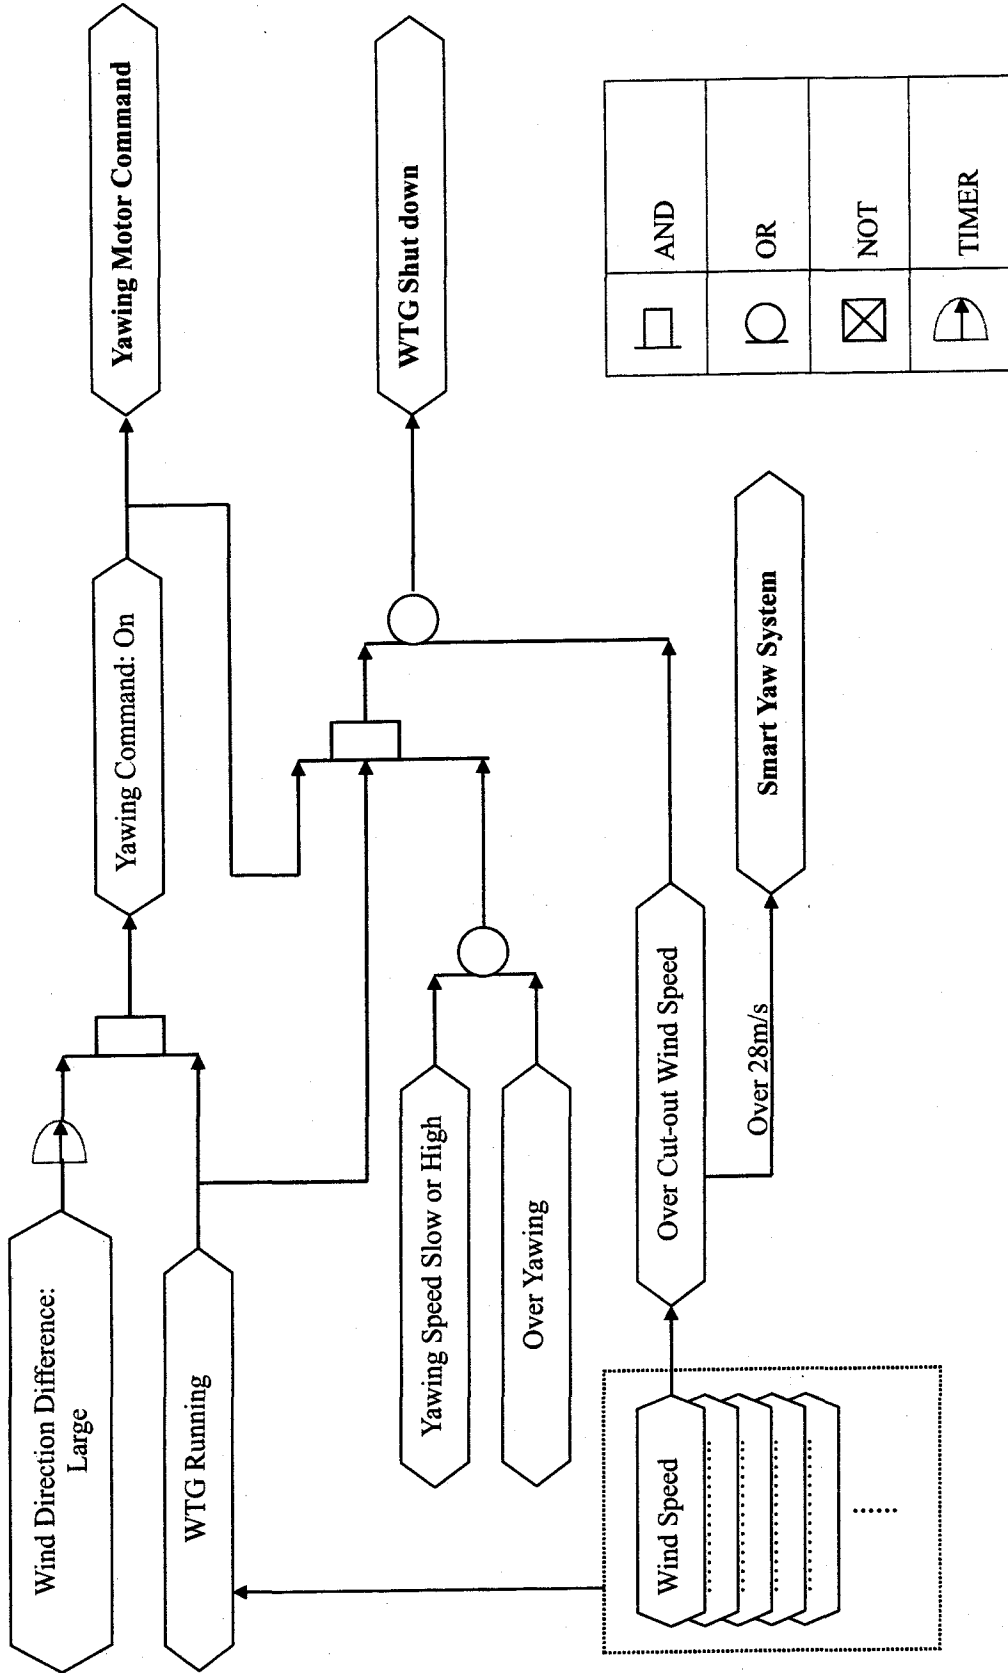 Wind Direction Difference:
Large
Yawing Command: On
Yawing Motor Command
WTG Running
Yawing Speed Slow or High
Over Yawing
WTG Shut down
Wind Speed
Over Cut-out Wind Speed
Over 28m/s
Smart Yaw System
AND
OR
NOT
TIMER